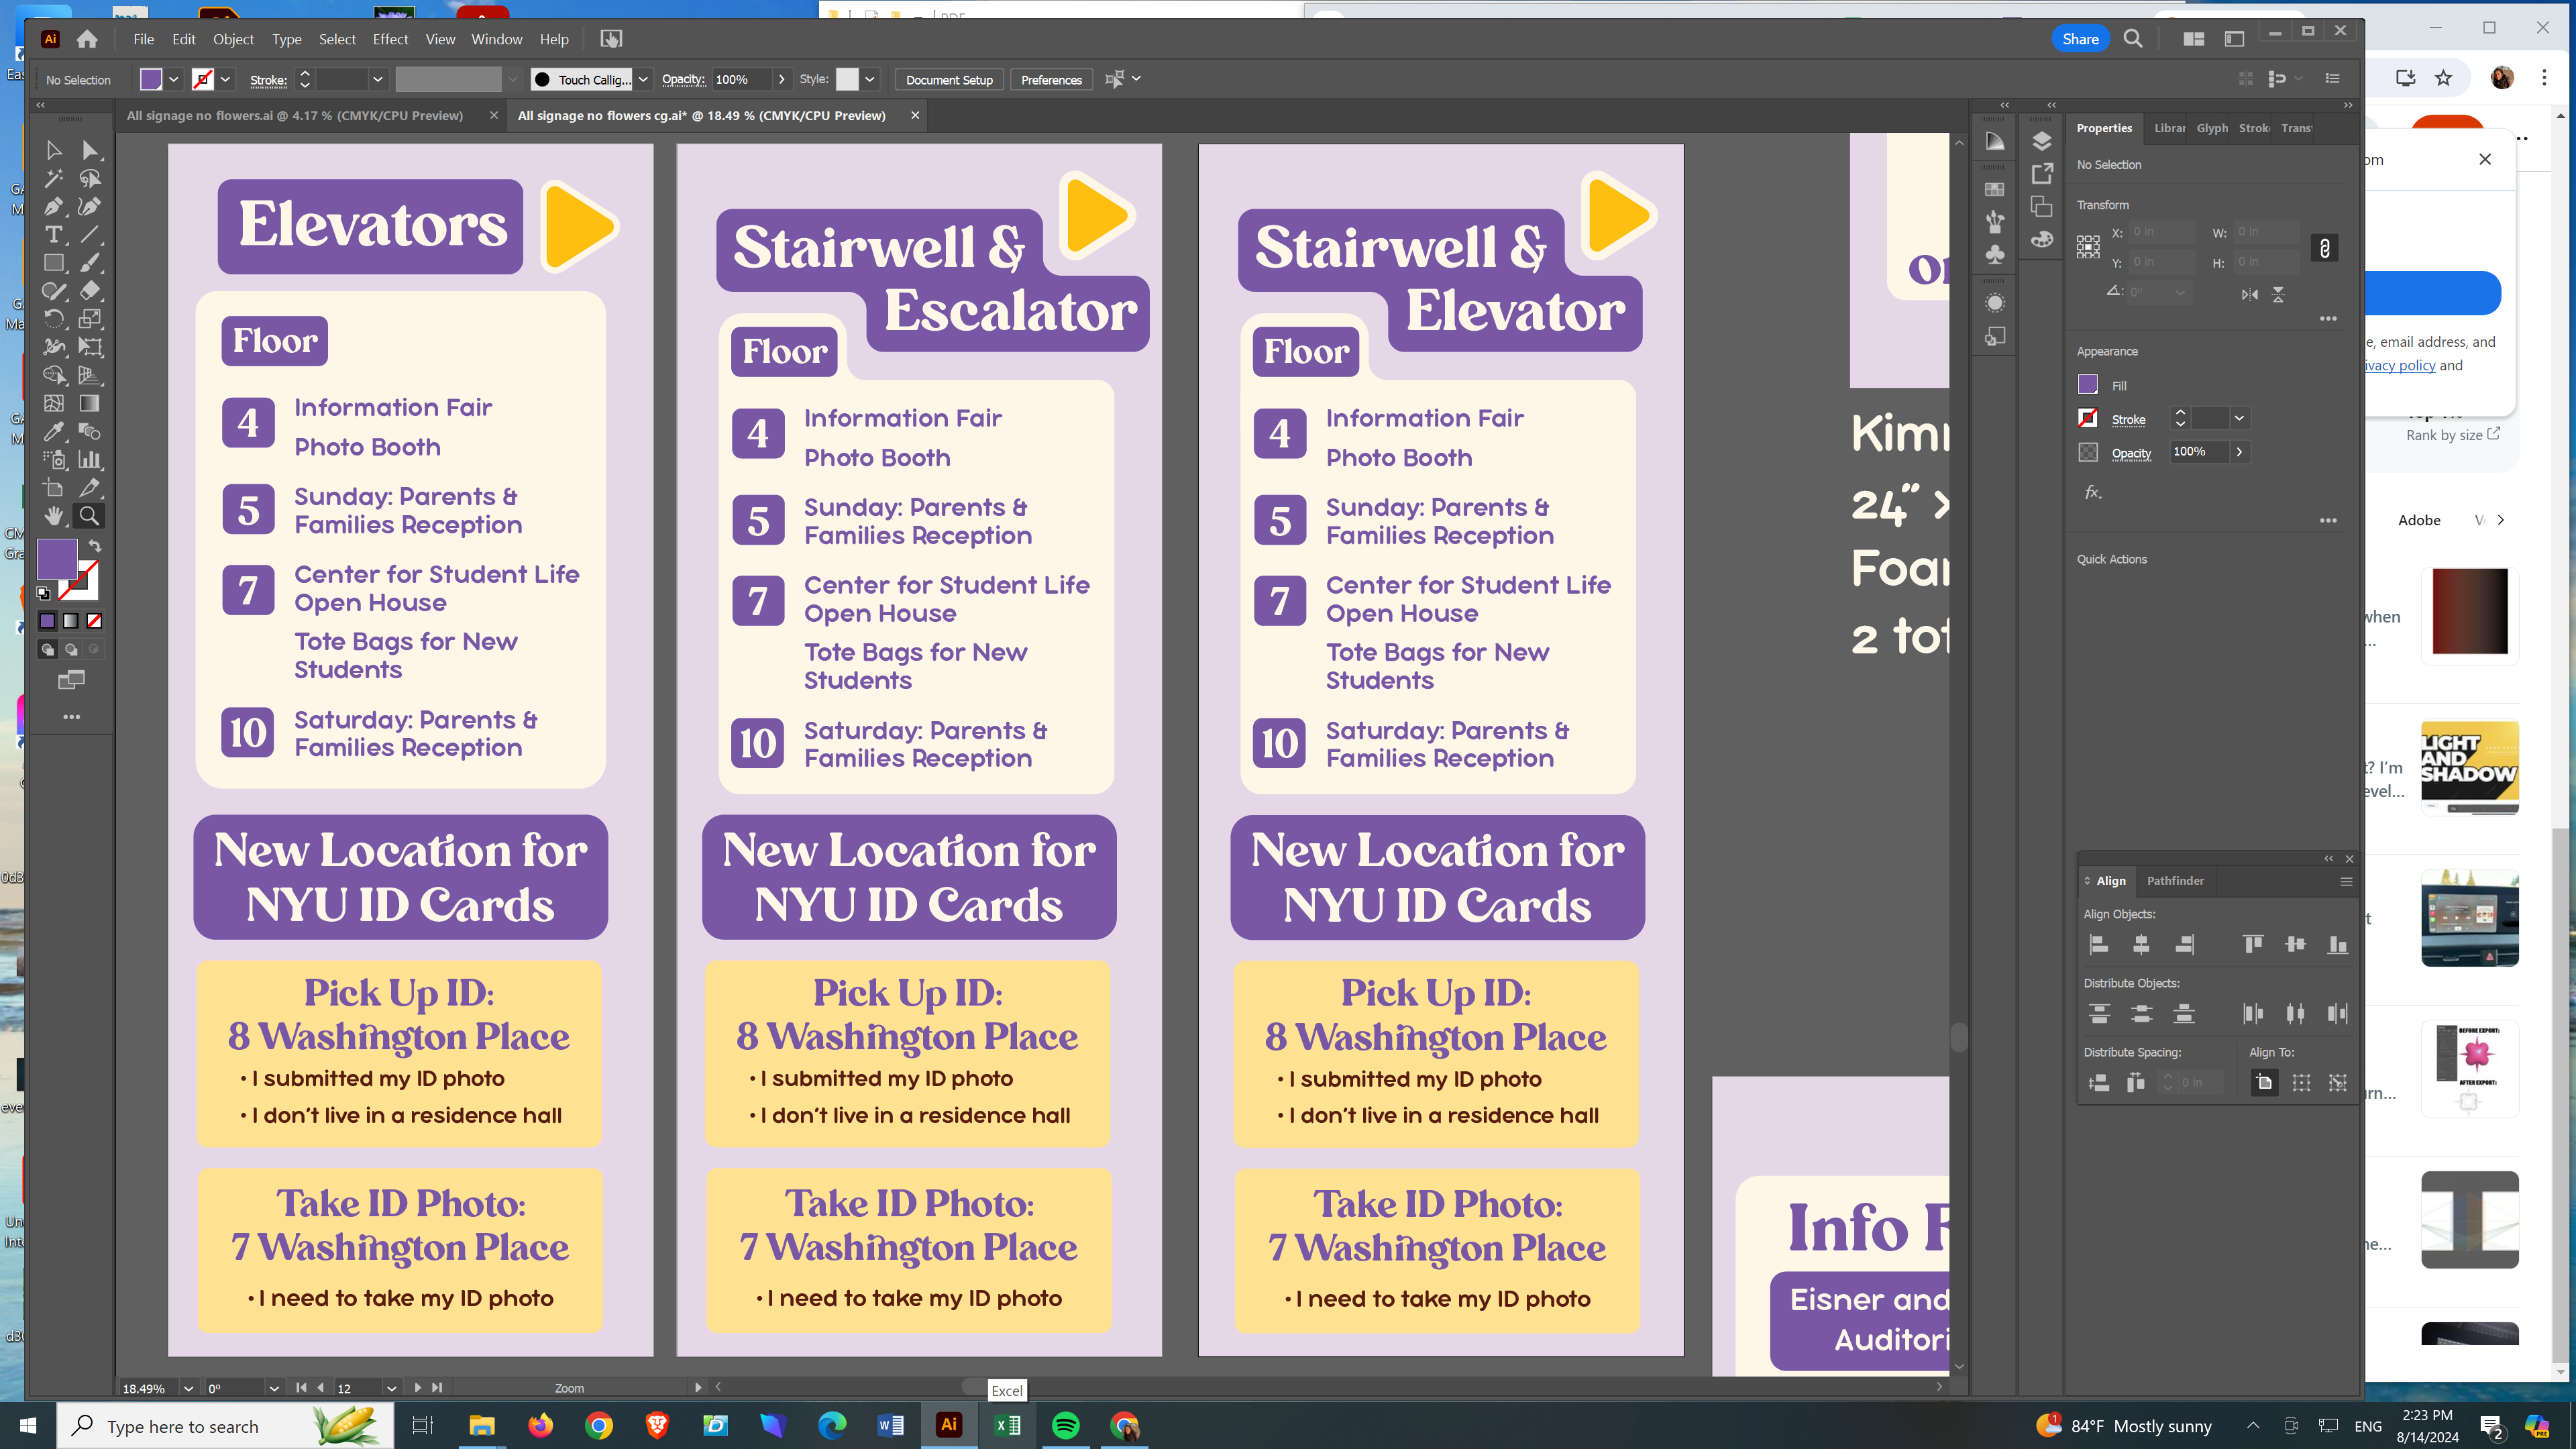 File Edit Object Type Select Effect View Window Help
Share
No Selection
Stroke:
Touch Callig...
Opacity: 100%
Style:
Document Setup
Preferences
All signage no flowers.ai @ 4.17 % (CMYK/CPU Preview)
All signage no flowers cg.ai* @ 18.49 % (CMYK/CPU Preview)
Elevators
Floor
4
Information Fair
Photo Booth
5
Sunday: Parents &
Families Reception
7
Center for Student Life
Open House
Tote Bags for New
Students
10
Saturday: Parents &
Families Reception
New Location for
NYU ID Cards
Pick Up ID:
8 Washington Place
• I submitted my ID photo
• I don't live in a residence hall
Take ID Photo:
7 Washington Place
• I need to take my ID photo
Stairwell &
Escalator
Floor
4
Information Fair
Photo Booth
5
Sunday: Parents &
Families Reception
7
Center for Student Life
Open House
Tote Bags for New
Students
10
Saturday: Parents &
Families Reception
New Location for
NYU ID Cards
Pick Up ID:
8 Washington Place
• I submitted my ID photo
• I don't live in a residence hall
Take ID Photo:
7 Washington Place
• I need to take my ID photo
Stairwell &
Elevator
Floor
4
Information Fair
Photo Booth
5
Sunday: Parents &
Families Reception
7
Center for Student Life
Open House
Tote Bags for New
Students
10
Saturday: Parents &
Families Reception
New Location for
NYU ID Cards
Pick Up ID:
8 Washington Place
• I submitted my ID photo
• I don't live in a residence hall
Take ID Photo:
7 Washington Place
• I need to take my ID photo
24" x
2 tot
Info
Eisner and
Auditori
Properties
Librar
Glyph
Strok
Transf
No Selection
Transform
X: 0 in
W: 0 in
Y: 0 in
H: 0 in
0°
Appearance
Fill
Stroke
Opacity 100%
fx.
Quick Actions
Align
Pathfinder
Align Objects:
Distribute Objects:
Distribute Spacing:
Align To:
0 in
e, email address, and
ivacy policy and
Rank by size
Adobe
when
t? I'm
evel...
LIGHT
AND
SHADOW
BEFORE EXPORT:
AFTER EXPORT:
18.49%
0°
12
Zoom
Excel
Type here to search
84°F Mostly sunny
ENG
2:23 PM
8/14/2024
2